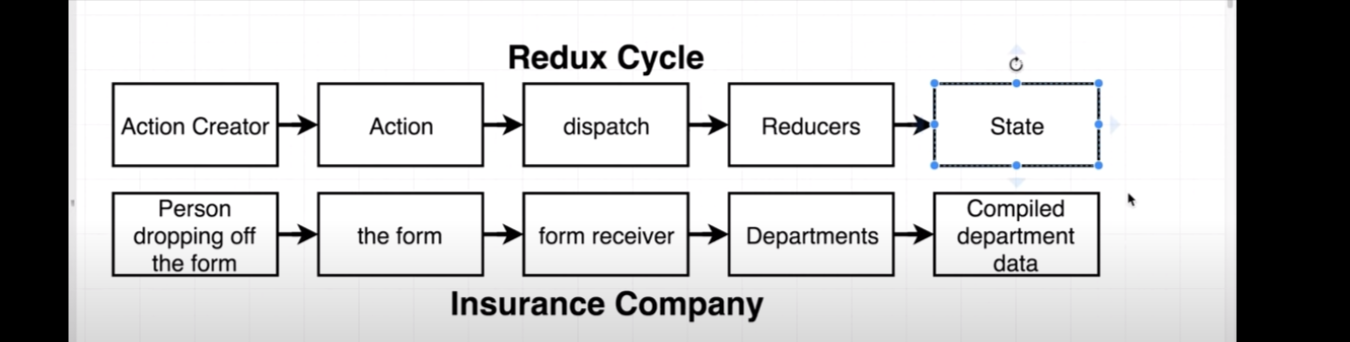 Redux Cycle
Action Creator
Action
dispatch
Reducers
State
Person
dropping off
the form
the form
form receiver
Departments
Compiled
department
data
Insurance Company